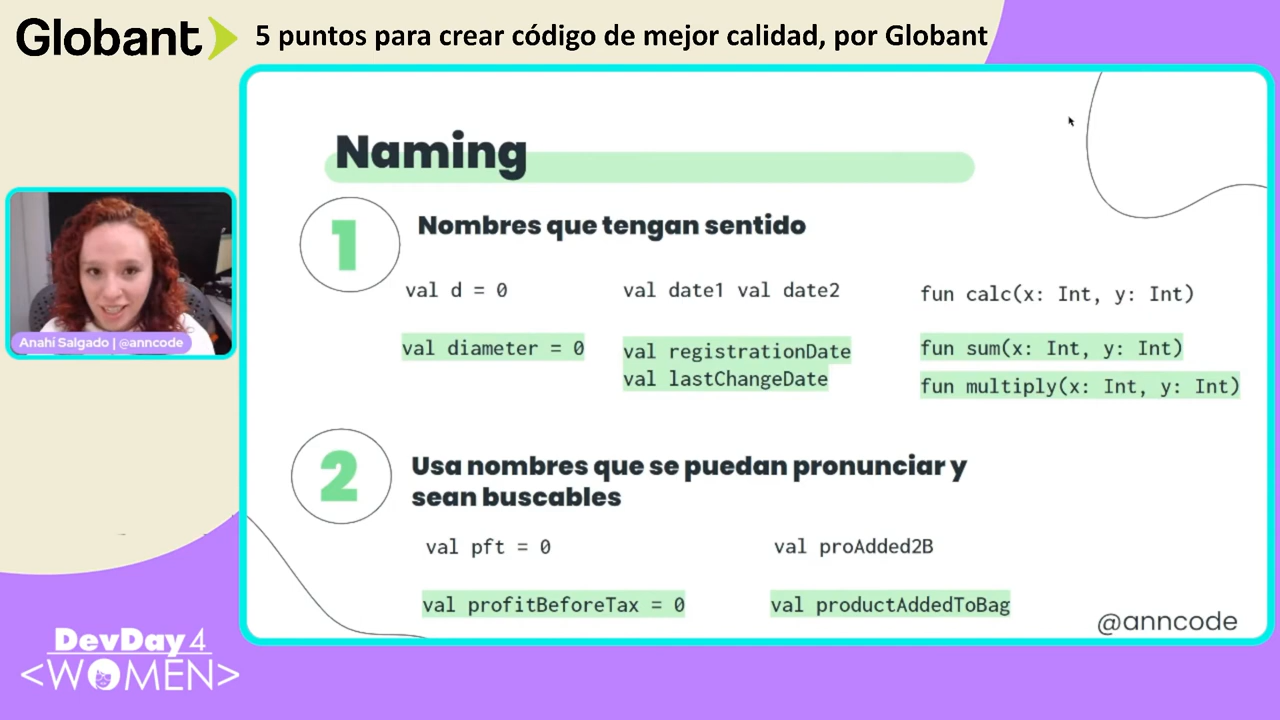 Globant
5 puntos para crear código de mejor calidad, por Globant
Naming
1
Nombres que tengan sentido
val d = 0
val diameter = 0
val date1 val date2
val registrationDate
val lastChangeDate
fun calc(x: Int, y: Int)
fun sum(x: Int, y: Int)
fun multiply(x: Int, y: Int)
Anahí Salgado | @anncode
2
Usa nombres que se puedan pronunciar y
sean buscables
val pft = 0
val profitBeforeTax = 0
val proAdded2B
val productAddedToBag
@anncode
DevDay 4
<WOMEN>